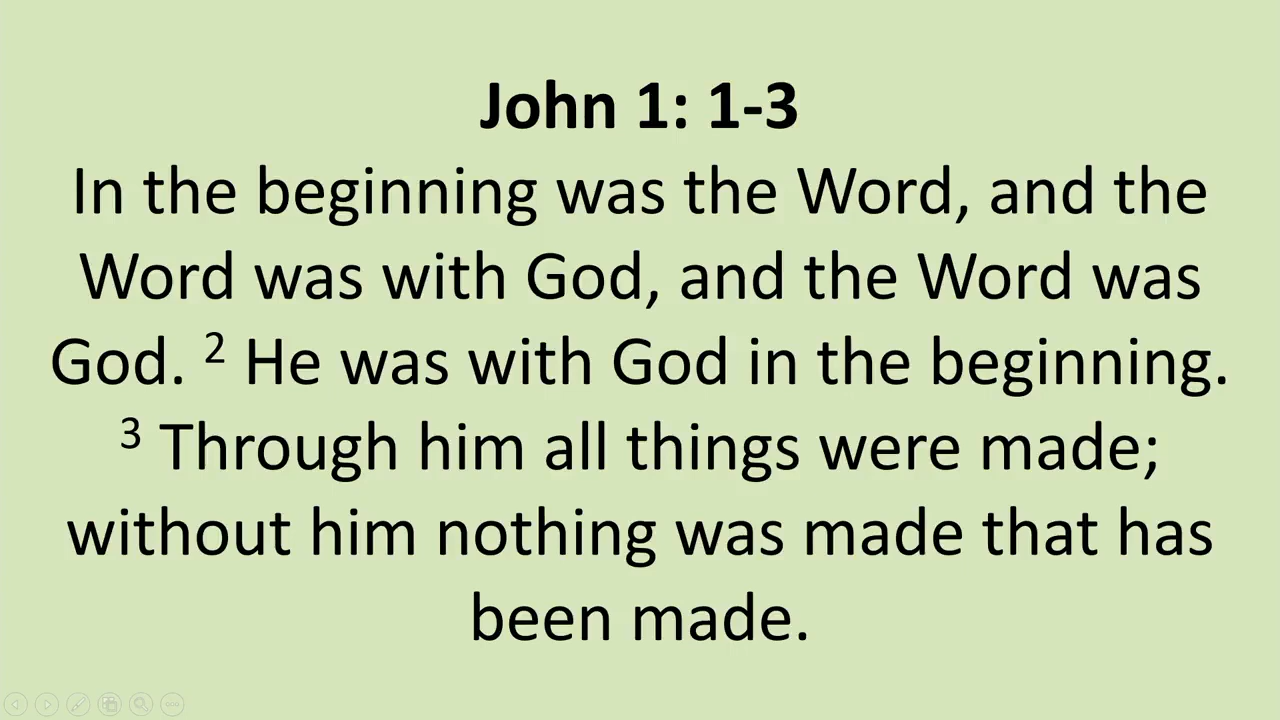 John 1: 1-3
In the beginning was the Word, and the
Word was with God, and the Word was
God. ² He was with God in the beginning.
³ Through him all things were made;
without him nothing was made that has
been made.